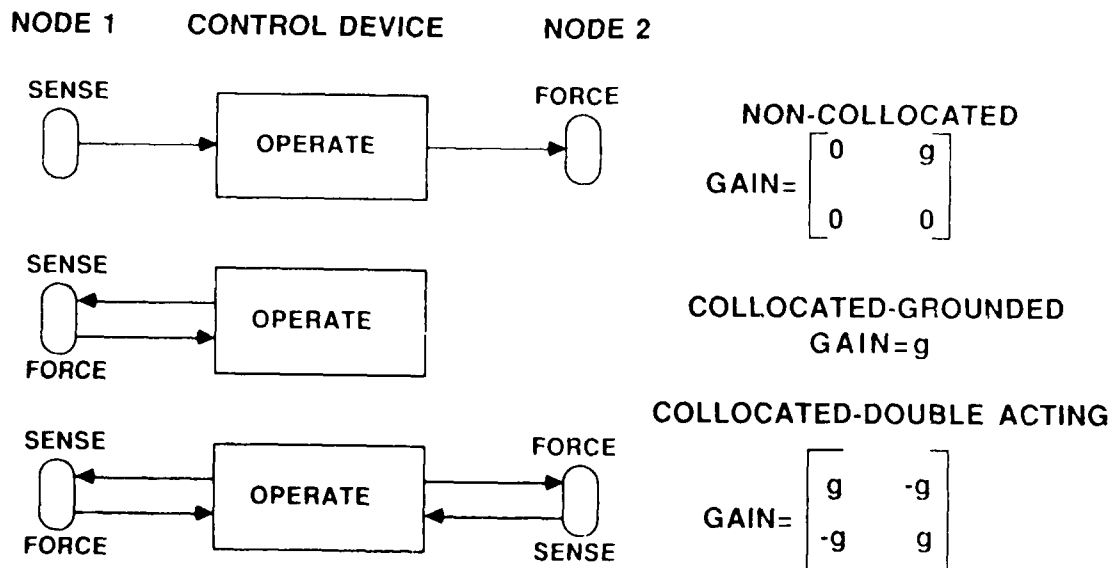 NODE 1 CONTROL DEVICE NODE 2
SENSE
OPERATE
FORCE
NON-COLLOCATED
GAIN=
0 g
0 0
SENSE
OPERATE
FORCE
COLLOCATED-GROUNDED
GAIN=g
COLLOCATED-DOUBLE ACTING
SENSE
OPERATE
FORCE
FORCE
SENSE
GAIN=
g -g
-g g